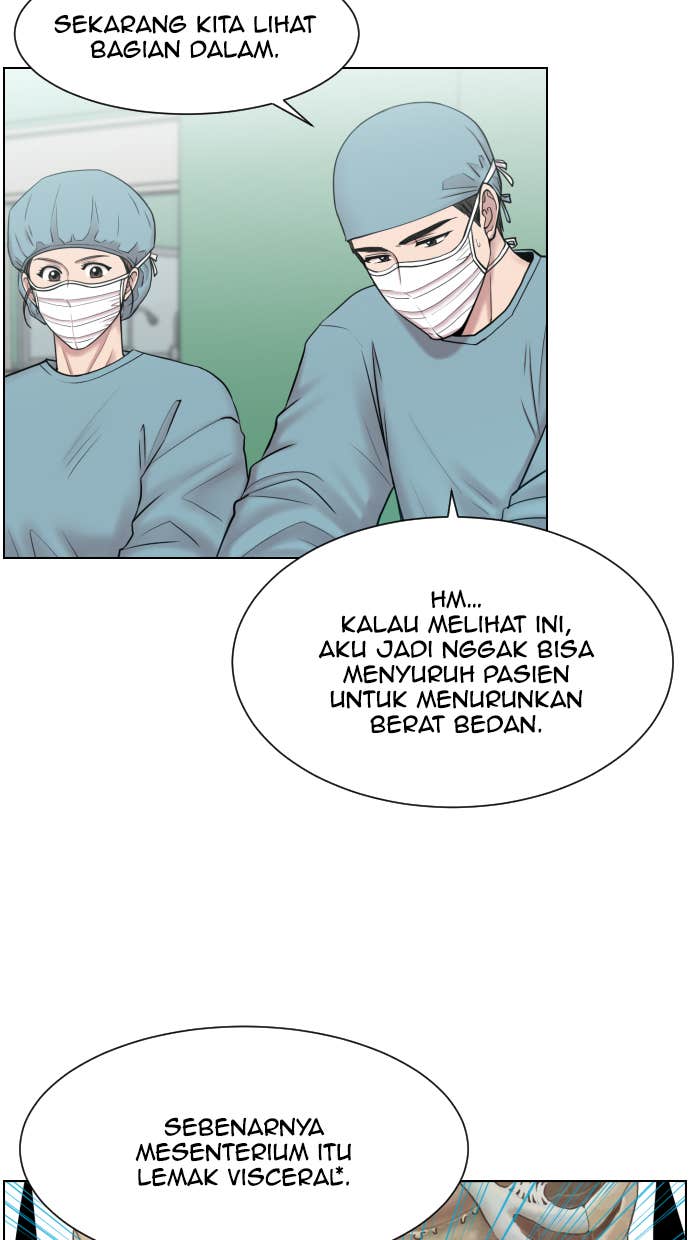 SEKARANG KITA LIHAT
BAGIAN DALAM.
HM...
KALAU MELIHAT INI,
AKU JADI NGGAK BISA
MENYURUH PASIEN
UNTUK MENURUNKAN
BERAT BEDAN.
SEBENARNYA
MESENTERIUM ITU
LEMAK VISCERAL*.